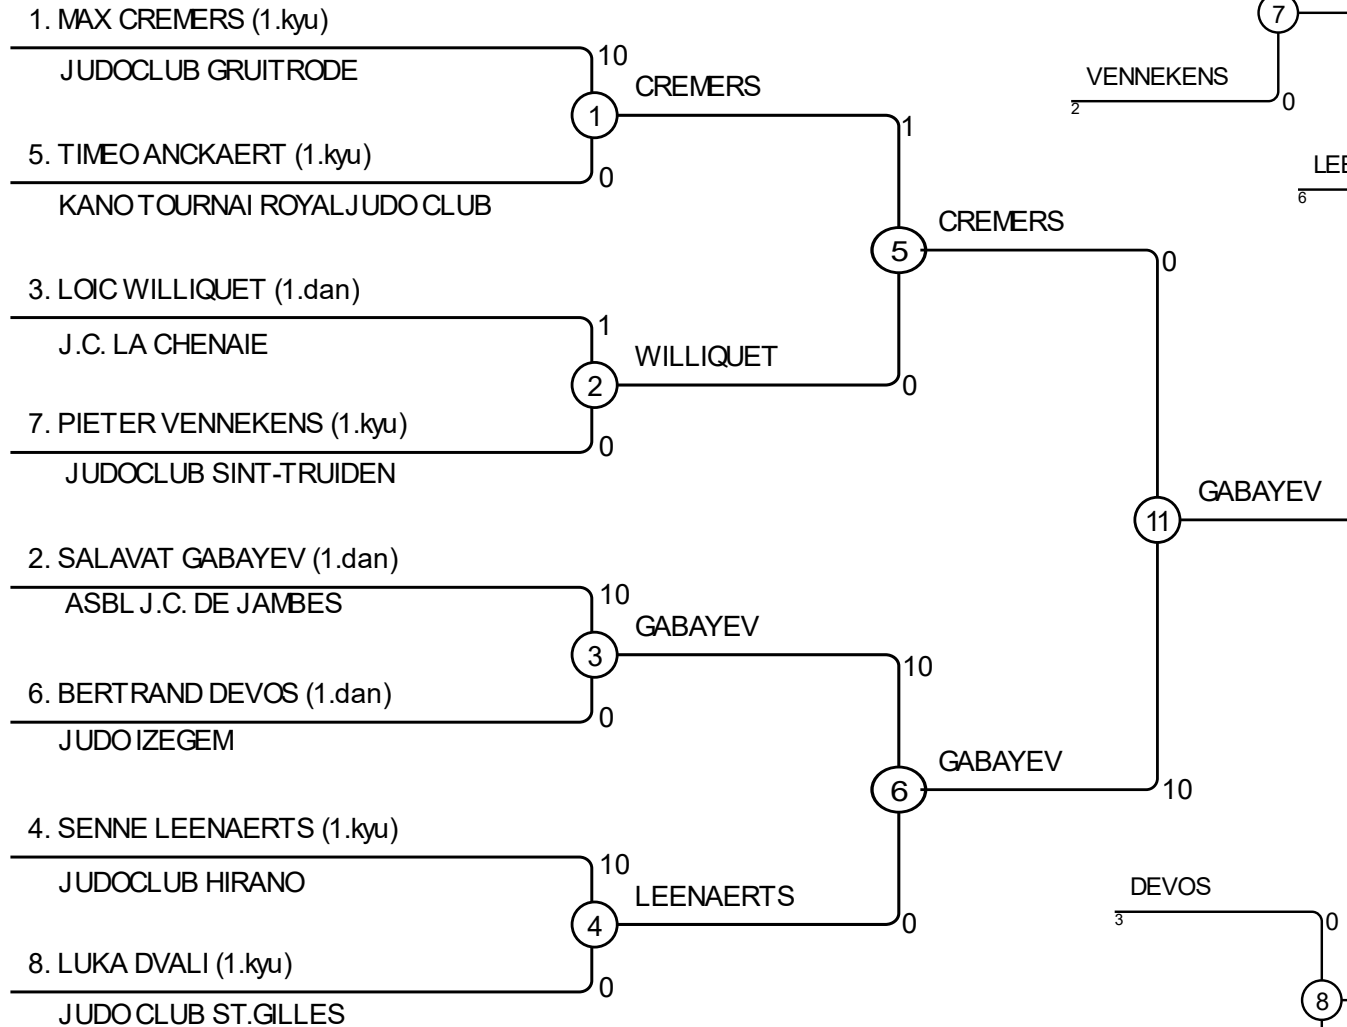 1. MAX CREMERS (1.kyu)
10
JUDOCLUB GRUITRODE
1
CREMERS
5. TIMEO ANCKAERT (1.kyu)
0
KANO TOURNAI ROYAL JUDO CLUB
1
5
CREMERS
0
3. LOIC WILLIQUET (1.dan)
1
J.C. LA CHENAIE
2
WILLIQUET
0
7. PIETER VENNEKENS (1.kyu)
0
JUDOCLUB SINT-TRUIDEN
11
GABAYEV
2. SALAVAT GABAYEV (1.dan)
10
ASBL J.C. DE JAMBES
3
GABAYEV
10
6. BERTRAND DEVOS (1.dan)
0
JUDO IZEGEM
6
GABAYEV
10
4. SENNE LEENAERTS (1.kyu)
10
JUDOCLUB HIRANO
4
LEENAERTS
0
8. LUKA DVALI (1.kyu)
0
JUDO CLUB ST.GILLES
7
VENNEKENS
2
0
6
DEVOS
3
0
8